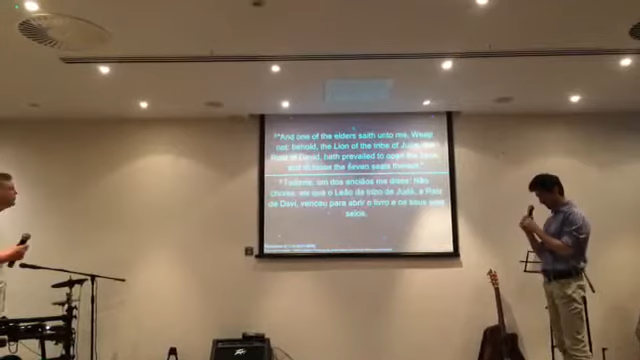 ⁵ And one of the elders saith unto me, Weep
not: behold, the Lion of the tribe of Juda, the
Root of David, hath prevailed to open the book,
and to loose the seven seals thereof."
⁵ Todavia, um dos anciãos me disse: Não
chores; eis que o Leão da tribo de Judá, a Raiz
de Davi, venceu para abrir o livro e os seus sete
selos.